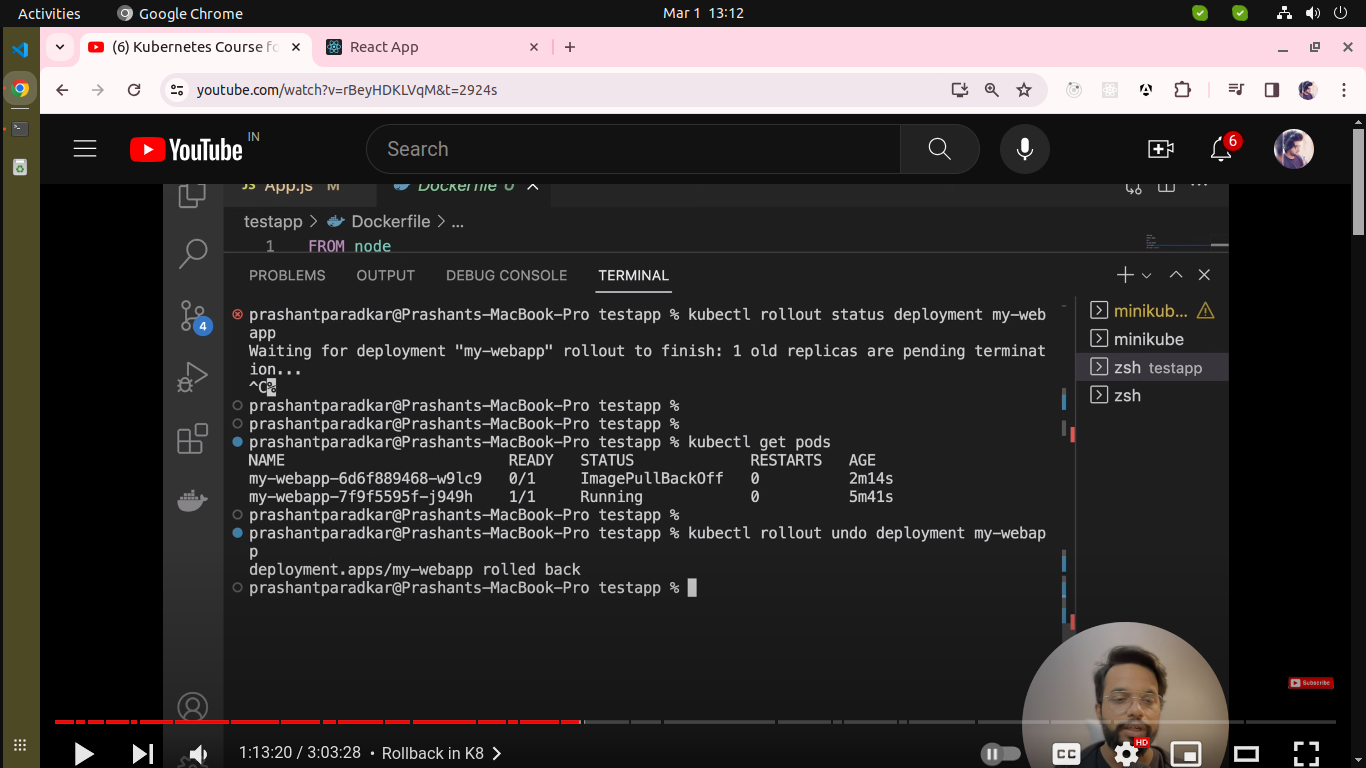 Activities
Google Chrome
Mar 1 13:12
(6) Kubernetes Course fo
React App
youtube.com/watch?v=rBeyHDKLVqM&t=2924s
YouTube IN
Search
6
JS App.js M
Dockerfile U
testapp > Dockerfile > ...
1 FROM node
PROBLEMS OUTPUT DEBUG CONSOLE TERMINAL
4
prashantparadkar@Prashants-MacBook-Pro testapp % kubectl rollout status deployment my-web
app
Waiting for deployment "my-webapp" rollout to finish: 1 old replicas are pending terminat
ion...
^C%
prashantparadkar@Prashants-MacBook-Pro testapp %
prashantparadkar@Prashants-MacBook-Pro testapp %
prashantparadkar@Prashants-MacBook-Pro testapp % kubectl get pods
NAME READY STATUS RESTARTS AGE
my-webapp-6d6f889468-w9lc9 0/1 ImagePullBackOff 0 2m14s
my-webapp-7f9f5595f-j949h 1/1 Running 0 5m41s
prashantparadkar@Prashants-MacBook-Pro testapp %
prashantparadkar@Prashants-MacBook-Pro testapp % kubectl rollout undo deployment my-webap
p
deployment.apps/my-webapp rolled back
prashantparadkar@Prashants-MacBook-Pro testapp %
minikub...
minikube
zsh testapp
zsh
Subscribe
1:13:20 / 3:03:28 • Rollback in K8 >
CC
HD